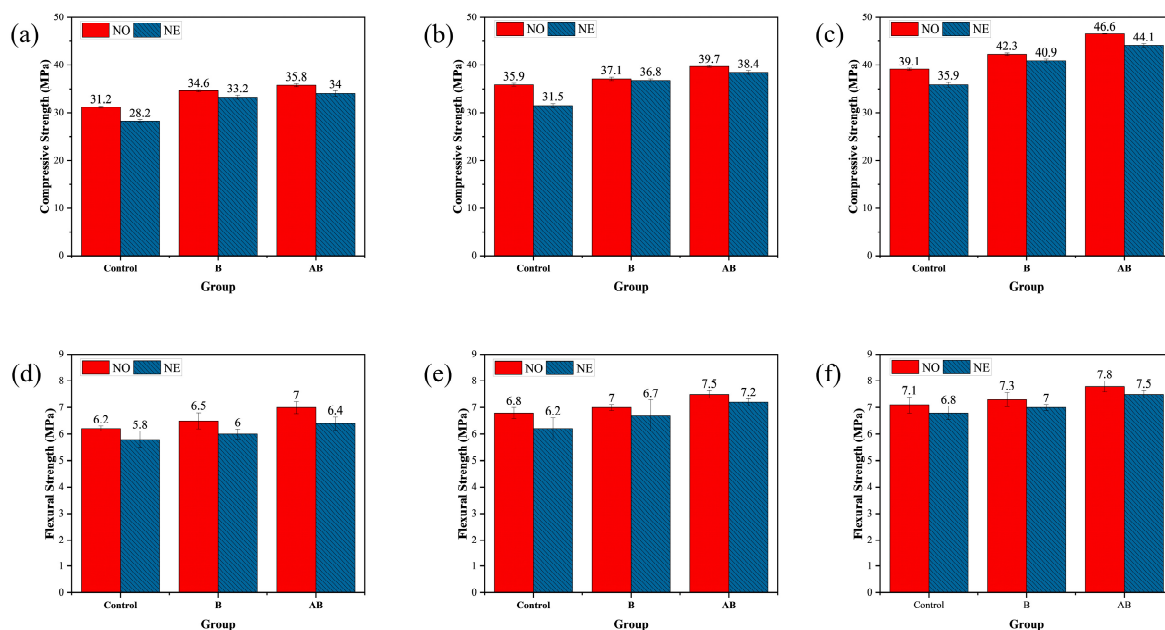 (a)
NO NE
Compressive Strength (MPa)
50
40
30
20
10
0
31.2
28.2
34.6
33.2
35.8
34
Control B AB
Group
(b)
NO NE
Compressive Strength (MPa)
50
40
30
20
10
0
35.9
31.5
37.1
36.8
39.7
38.4
Control B AB
Group
(c)
NO NE
Compressive Strength (MPa)
50
40
30
20
10
0
39.1
35.9
42.3
40.9
46.6
44.1
Control B AB
Group
(d)
NO NE
Flexural Strength (MPa)
9
8
7
6
5
4
3
2
1
0
6.2
5.8
6.5
6
7
6.4
Control B AB
Group
(e)
NO NE
Flexural Strength (MPa)
9
8
7
6
5
4
3
2
1
0
6.8
6.2
7
6.7
7.5
7.2
Control B AB
Group
(f)
NO NE
Flexural Strength (MPa)
9
8
7
6
5
4
3
2
1
0
7.1
6.8
7.3
7
7.8
7.5
Control B AB
Group